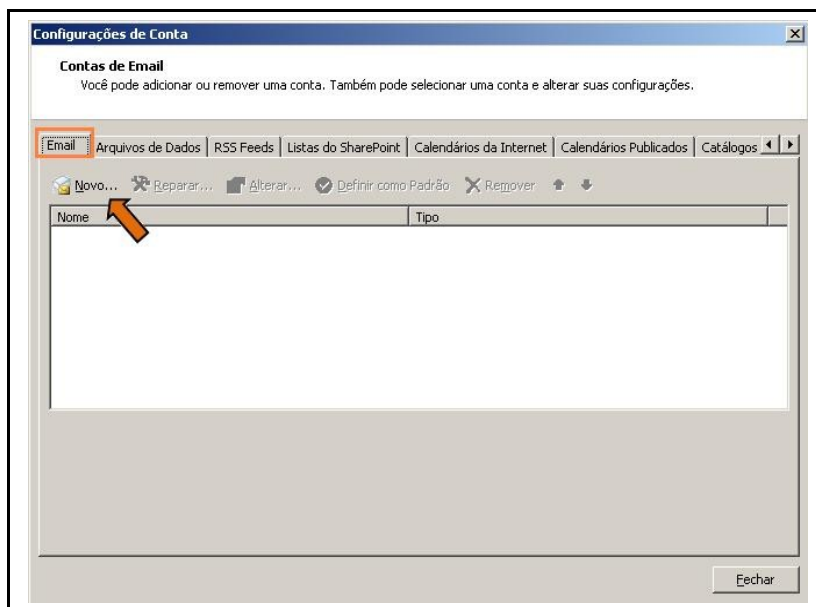 Configurações de Conta
Contas de Email
Você pode adicionar ou remover uma conta. Também pode selecionar uma conta e alterar suas configurações.
Email Arquivos de Dados RSS Feeds Listas do SharePoint Calendários da Internet Calendários Publicados Catálogos
Novo... Reparar... Alterar... Definir como Padrão Remover
Nome Tipo
Fechar